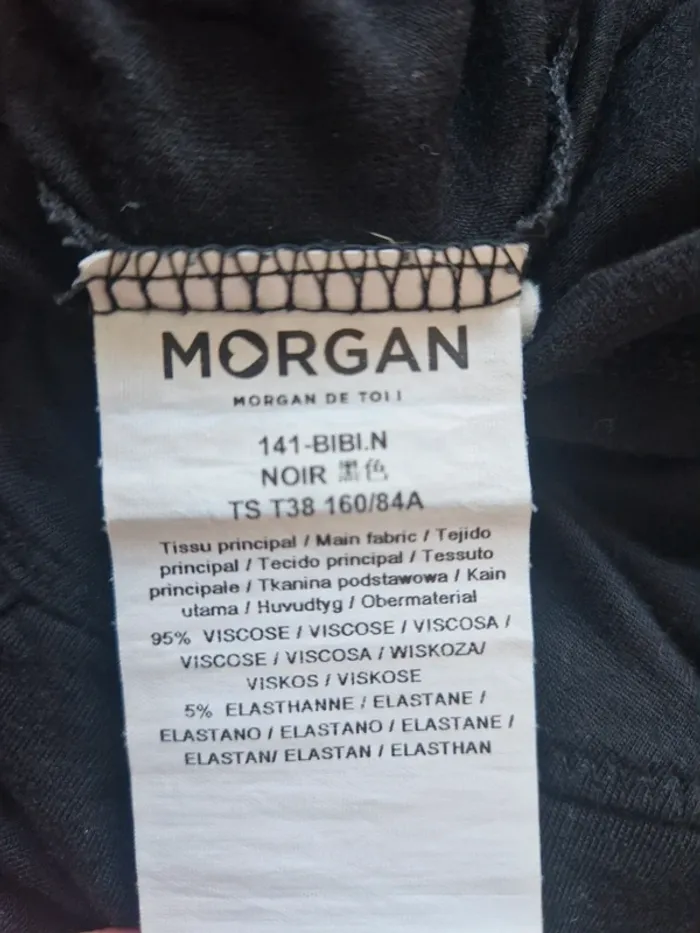 MORGAN
MORGAN DE TOI !
141-BIBI.N
NOIR 黑色
TS T38 160/84A
Tissu principal / Main fabric / Tejido
principal / Tecido principal / Tessuto
principale / Tkanina podstawowa / Kain
utama / Huvudtyg / Obermaterial
95% VISCOSE / VISCOSE / VISCOSA /
VISCOSE / VISCOSA / WISKOZA/
VISKOS / VISKOSE
5% ELASTHANNE / ELASTANE /
ELASTANO / ELASTANO / ELASTANE /
ELASTAN/ ELASTAN / ELASTHAN